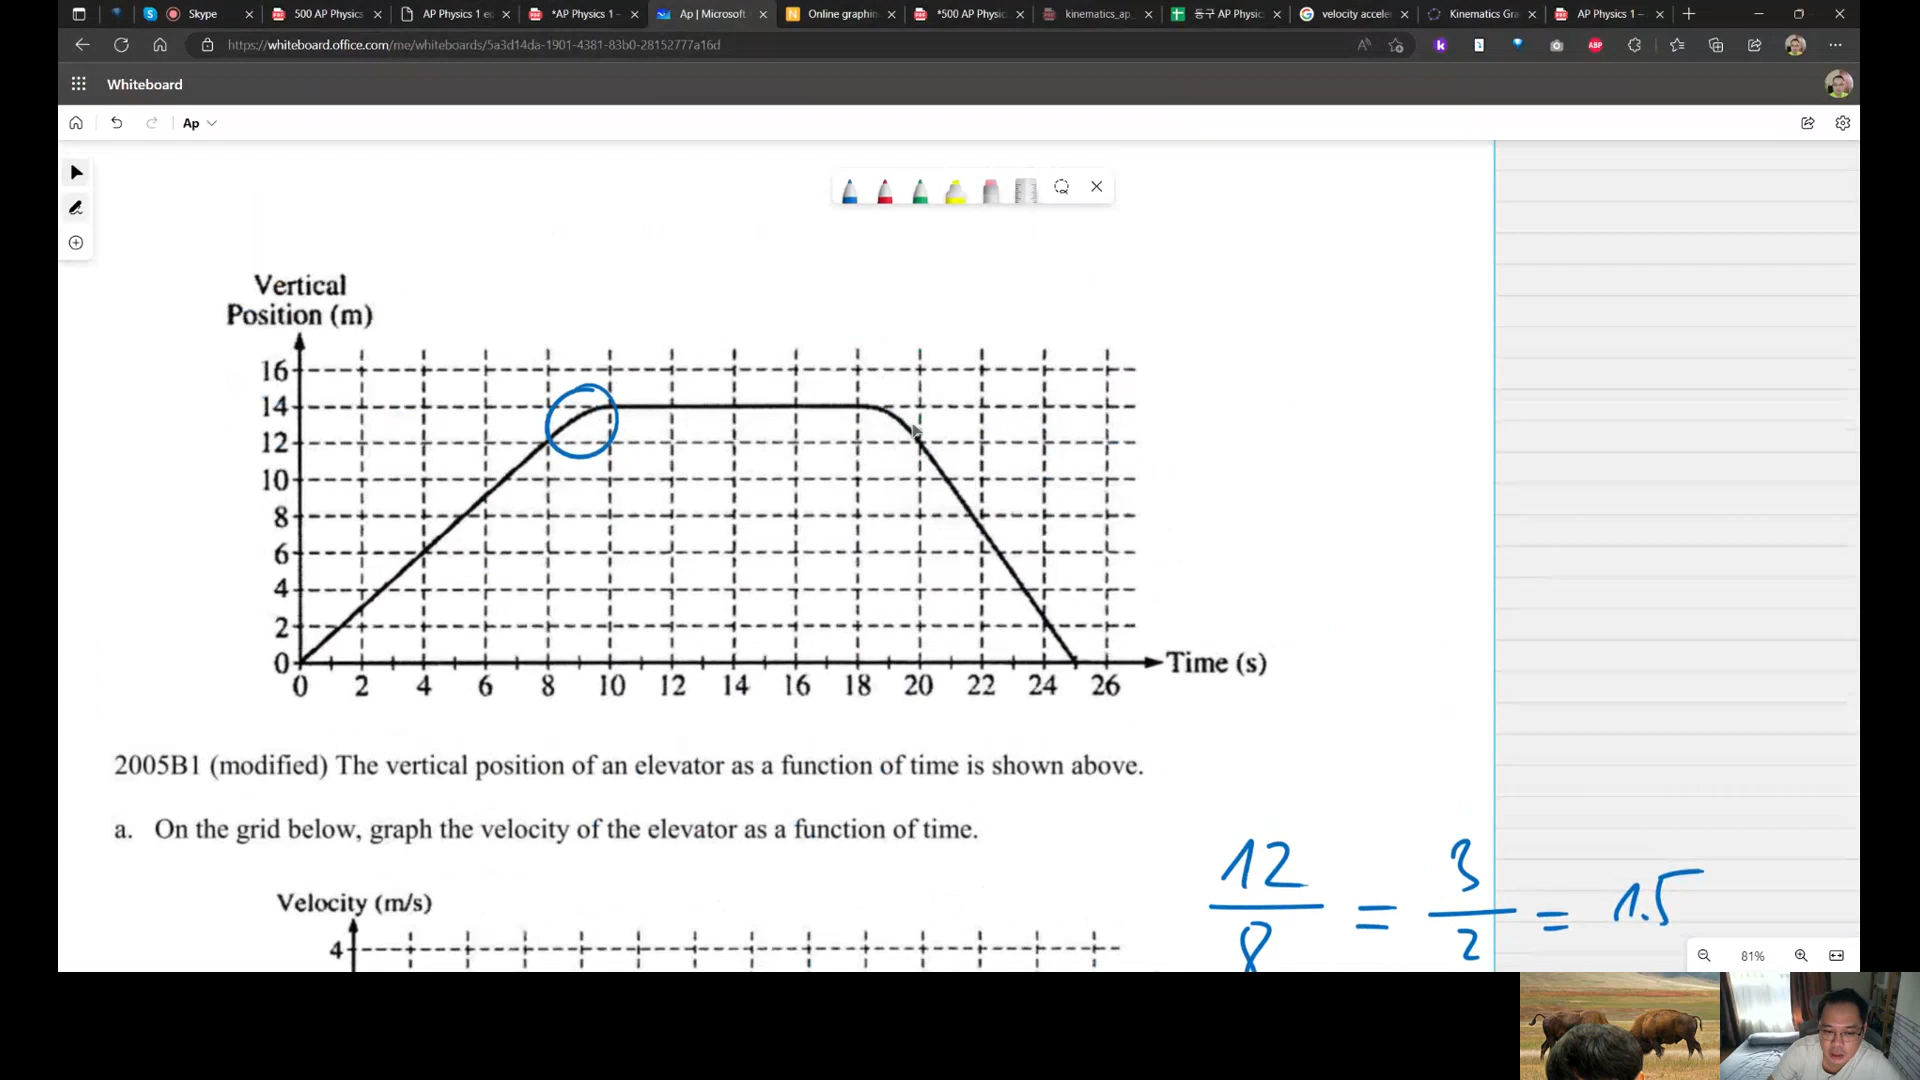 Skype
500 AP Physics
AP Physics 1 e
*AP Physics 1 –
Ap | Microsoft
Online graphin
*500 AP Physic
kinematics_ap_
동구 AP Physic
velocity accele
Kinematics Gra
AP Physics 1 –
https://whiteboard.office.com/me/whiteboards/5a3d14da-1901-4381-83b0-28152777a16d
ABP
Whiteboard
Ap
Vertical
Position (m)
16
14
12
10
8
6
4
2
0
0 2 4 6 8 10 12 14 16 18 20 22 24 26
Time (s)
2005B1 (modified) The vertical position of an elevator as a function of time is shown above.
a. On the grid below, graph the velocity of the elevator as a function of time.
Velocity (m/s)
4
12/8 = 3/2 = 1.5
81%